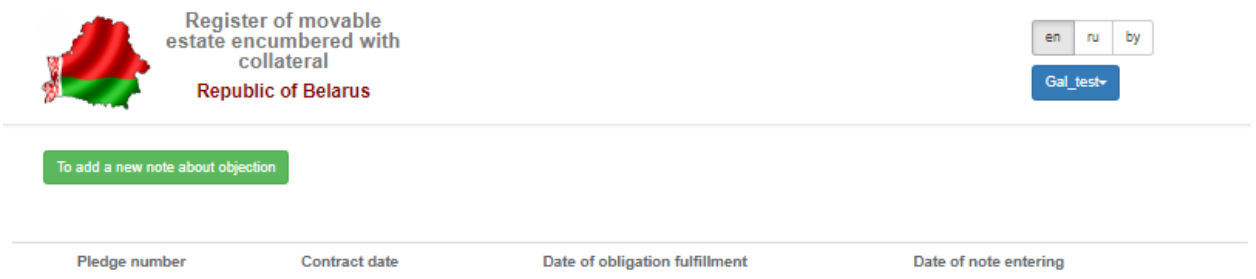 Register of movable
estate encumbered with
collateral
Republic of Belarus
en ru by
Gal_test
To add a new note about objection
Pledge number Contract date Date of obligation fulfillment Date of note entering